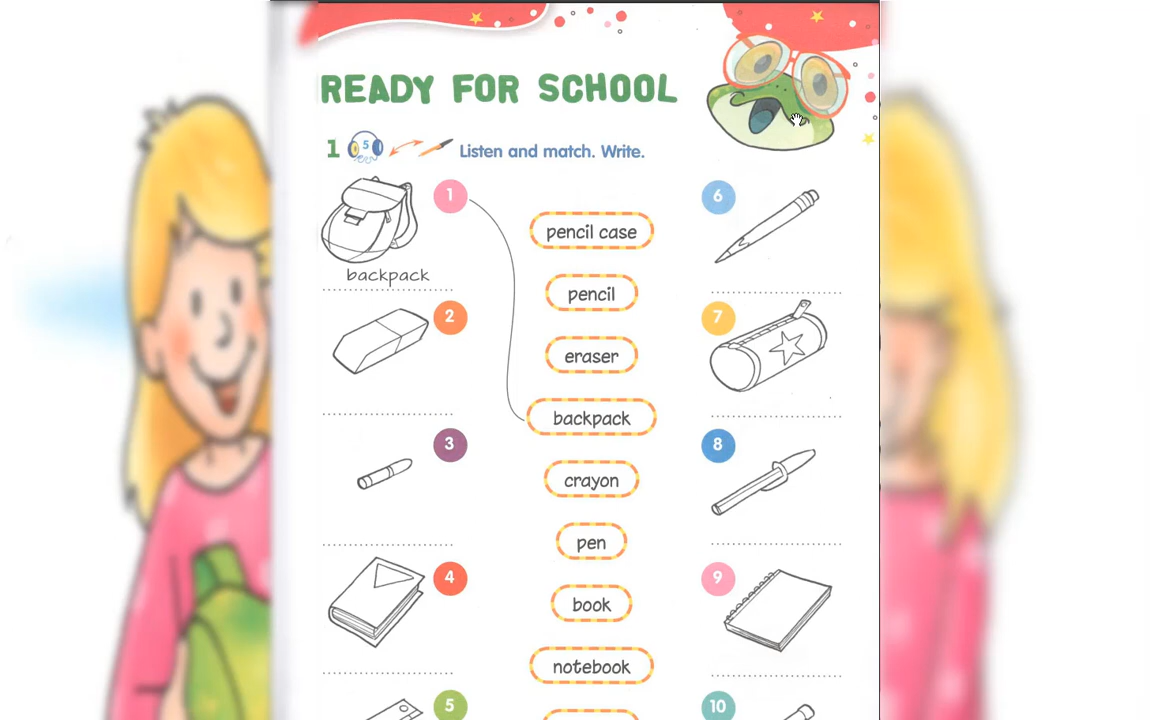 READY FOR SCHOOL
1 5 Listen and match. Write.
1
backpack
2
3
4
5
pencil case
pencil
eraser
backpack
crayon
pen
book
notebook
6
7
8
9
10